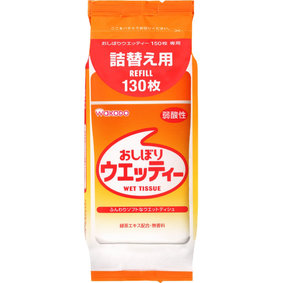 おしぼりウエッティー 150枚 専用
詰替え用
REFILL
130枚
wakodo
弱酸性
おしぼり
ウエッティー
WET TISSUE
ふんわりソフトなウエットティシュ
緑茶エキス配合・無香料